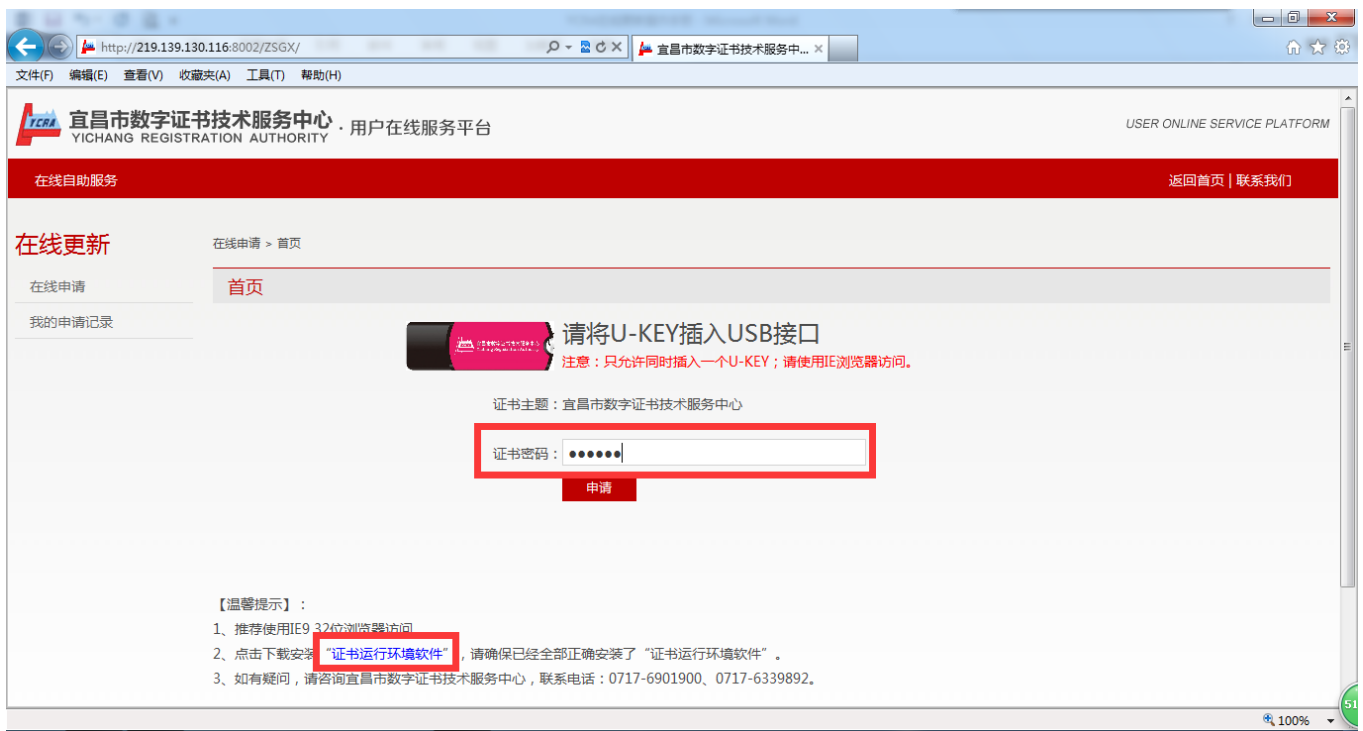 http://219.139.130.116:8002/ZSGX/
宜昌市数字证书技术服务中...
文件(F) 编辑(E) 查看(V) 收藏夹(A) 工具(T) 帮助(H)
YCRA
宜昌市数字证书技术服务中心 · 用户在线服务平台
YICHANG REGISTRATION AUTHORITY
USER ONLINE SERVICE PLATFORM
在线自助服务
返回首页 | 联系我们
在线更新
在线申请 > 首页
在线申请
首页
我的申请记录
请将U-KEY插入USB接口
注意：只允许同时插入一个U-KEY；请使用IE浏览器访问。
证书主题：宜昌市数字证书技术服务中心
证书密码：●●●●●●
申请
【温馨提示】：
1、推荐使用IE9 32位浏览器访问
2、点击下载安装“证书运行环境软件”，请确保已经全部正确安装了“证书运行环境软件”。
3、如有疑问，请咨询宜昌市数字证书技术服务中心，联系电话：0717-6901900、0717-6339892。
51
100%